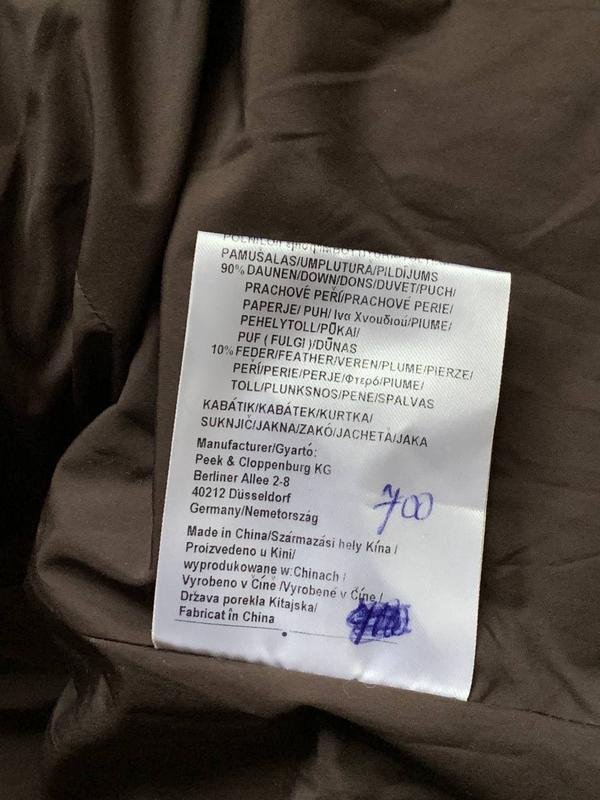 PAMUŠALAS/UMPLUTURA/PILDĪJUMS
90% DAUNEN/DOWN/DONS/DUVET/PUCH/
PRACHOVÉ PEŘÍ/PRACHOVÉ PERIE/
PAPERJE/ PUH/ Ινα Χνουδιού/PIUME/
PEHELYTOLL/PŪKAI/
PUF ( FULGI )/DŪNAS
10% FEDER/FEATHER/VEREN/PLUME/PIERZE/
PEŘÍ/PERIE/PERJE/Φτερό/PIUME/
TOLL/PLUNKSNOS/PENE/SPALVAS
KABÁTIK/KABÁTEK/KURTKA/
SUKNJIČ/JAKNA/ZAKÓ/JACHETĂ/JAKA
Manufacturer/Gyartó:
Peek & Cloppenburg KG
Berliner Allee 2-8
40212 Düsseldorf
Germany/Nemetország
700
Made in China/Származási hely Kína /
Proizvedeno u Kini/
wyprodukowane w:Chinach /
Vyrobeno v Číně /Vyrobené v Číne /
Država porekla Kitajska/
Fabricat în China